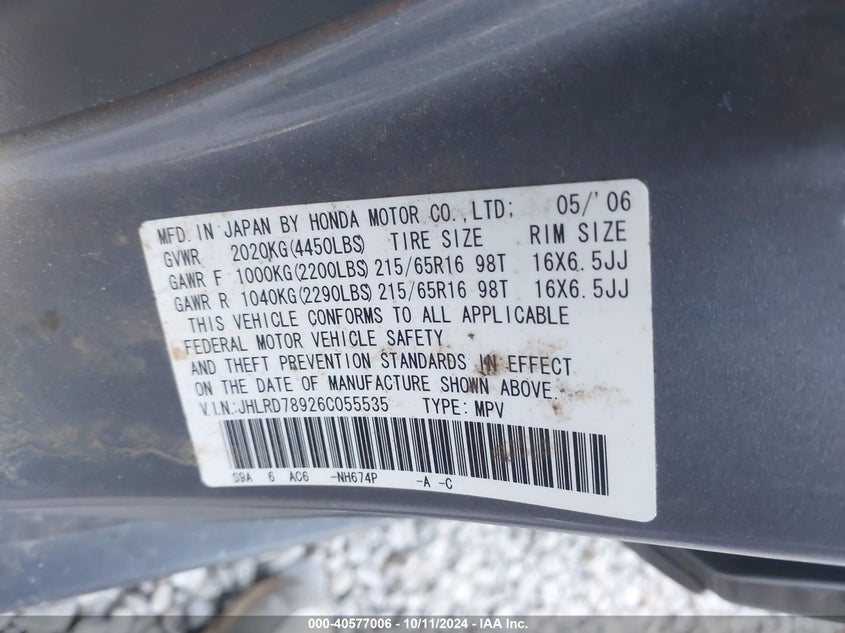 MFD. IN JAPAN BY HONDA MOTOR CO.,LTD; 05/'06
GVWR 2020KG(4450LBS) TIRE SIZE RIM SIZE
GAWR F 1000KG(2200LBS) 215/65R16 98T 16X6.5JJ
GAWR R 1040KG(2290LBS) 215/65R16 98T 16X6.5JJ
THIS VEHICLE CONFORMS TO ALL APPLICABLE
FEDERAL MOTOR VEHICLE SAFETY
AND THEFT PREVENTION STANDARDS IN EFFECT
ON THE DATE OF MANUFACTURE SHOWN ABOVE.
V.I.N.:JHLRD78926C055535 TYPE: MPV
S9A 6 AC6 -NH674P -A -C
000-40577006 - 10/11/2024 - IAA Inc.